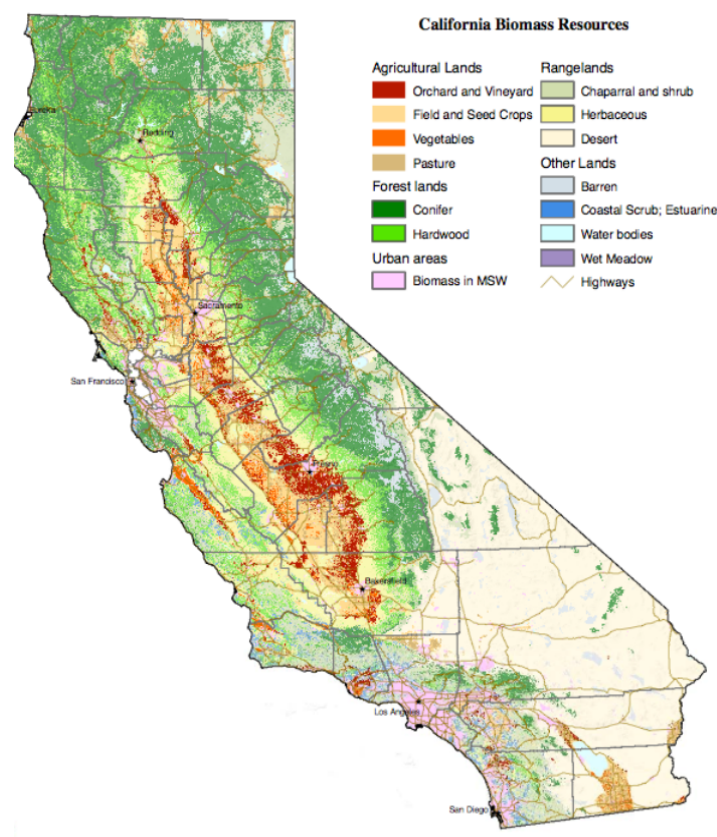 California Biomass Resources
Agricultural Lands
Orchard and Vineyard
Field and Seed Crops
Vegetables
Pasture
Forest lands
Conifer
Hardwood
Urban areas
Biomass in MSW
Rangelands
Chaparral and shrub
Herbaceous
Desert
Other Lands
Barren
Coastal Scrub; Estuarine
Water bodies
Wet Meadow
Highways
Eureka
Redding
Sacramento
San Francisco
Fresno
Bakersfield
Los Angeles
San Diego